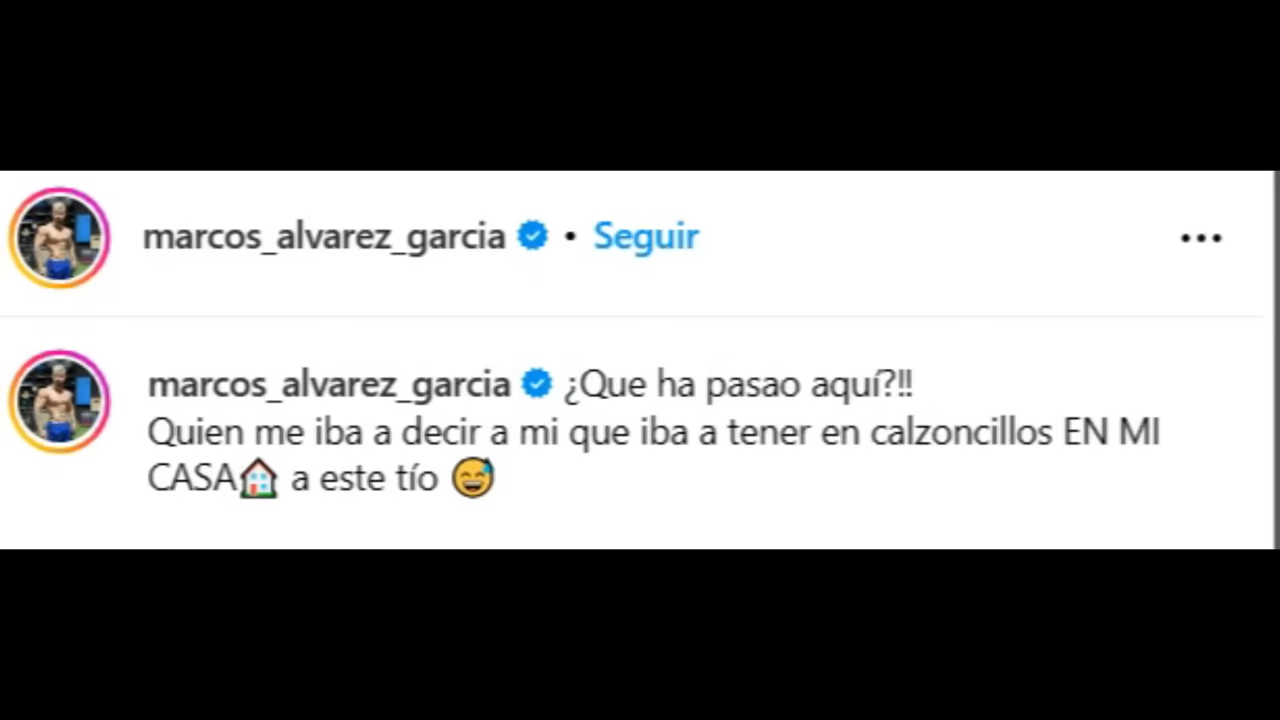 marcos_alvarez_garcia • Seguir
marcos_alvarez_garcia ¿Que ha pasao aquí?!!
Quien me iba a decir a mi que iba a tener en calzoncillos EN MI
CASA🏠 a este tío 😅